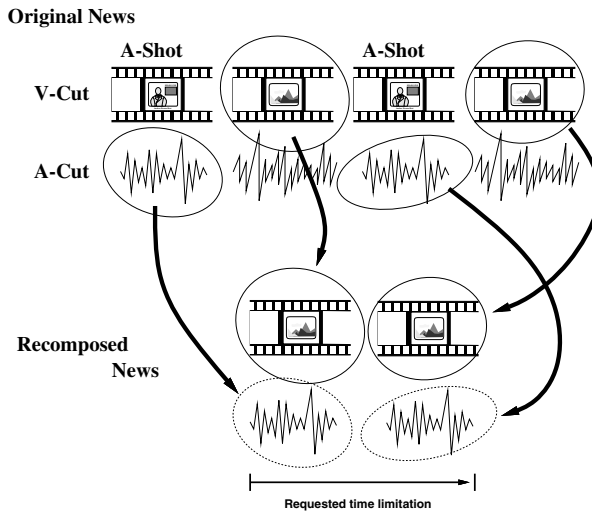 Original News
A-Shot A-Shot
V-Cut
A-Cut
Recomposed
News
Requested time limitation